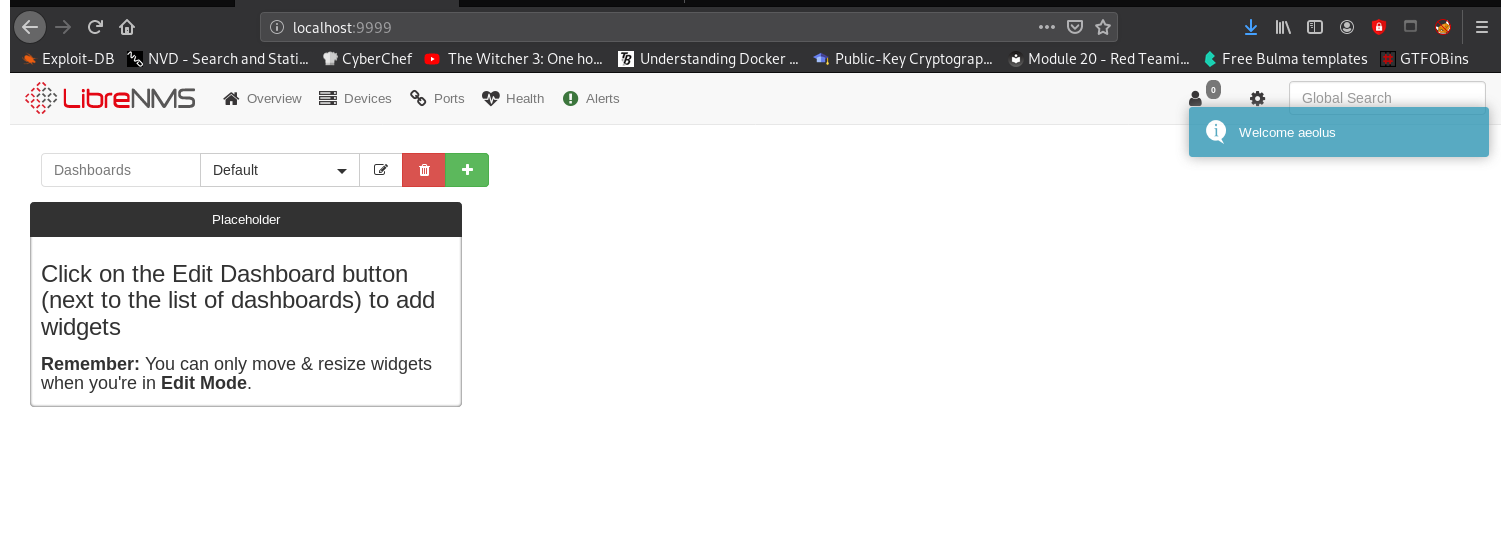 localhost:9999
Exploit-DB NVD - Search and Stati... CyberChef The Witcher 3: One ho... Understanding Docker ... Public-Key Cryptograp... Module 20 - Red Teami... Free Bulma templates GTFOBins
LibreNMS Overview Devices Ports Health Alerts 0 Global Search
Welcome aeolus
Dashboards Default
Placeholder
Click on the Edit Dashboard button
(next to the list of dashboards) to add
widgets
Remember: You can only move & resize widgets
when you're in Edit Mode.